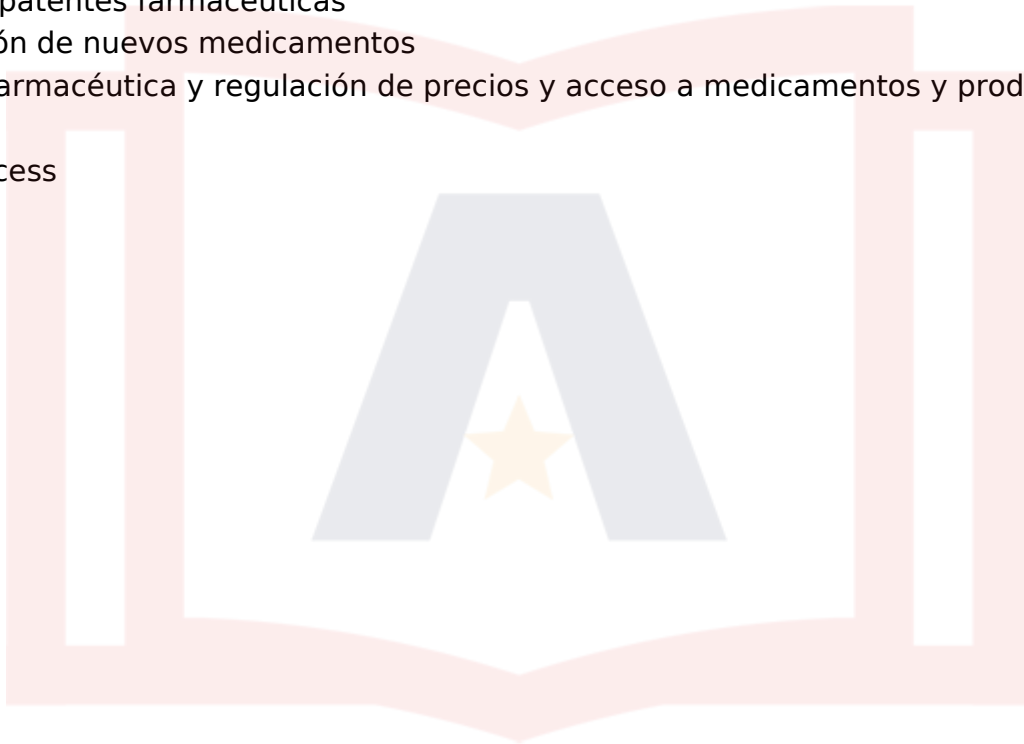 patentes farmacéuticas
ón de nuevos medicamentos
armacéutica y regulación de precios y acceso a medicamentos y prod
cess